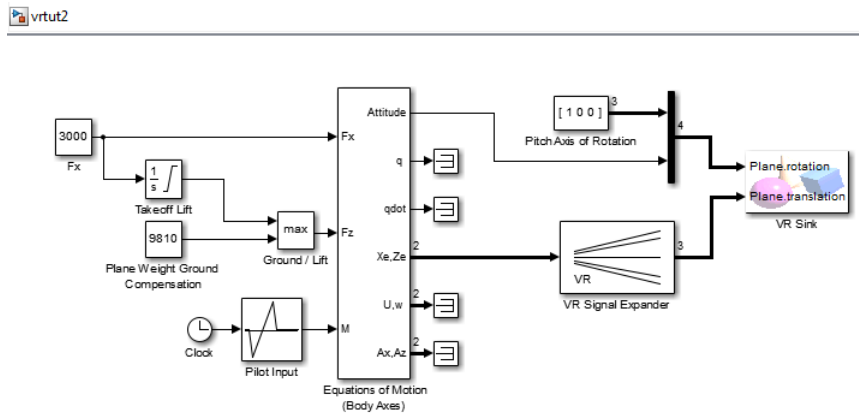 vrtut2
3000
Fx
1
s
Takeoff Lift
9810
Plane Weight Ground
Compensation
max
Ground / Lift
Clock
Pilot Input
Fx
Fz
M
Attitude
q
qdot
Xe,Ze
U,w
Ax,Az
Equations of Motion
(Body Axes)
2
2
2
[ 1 0 0 ]
3
Pitch Axis of Rotation
4
VR
VR Signal Expander
3
Plane.rotation
Plane.translation
VR Sink